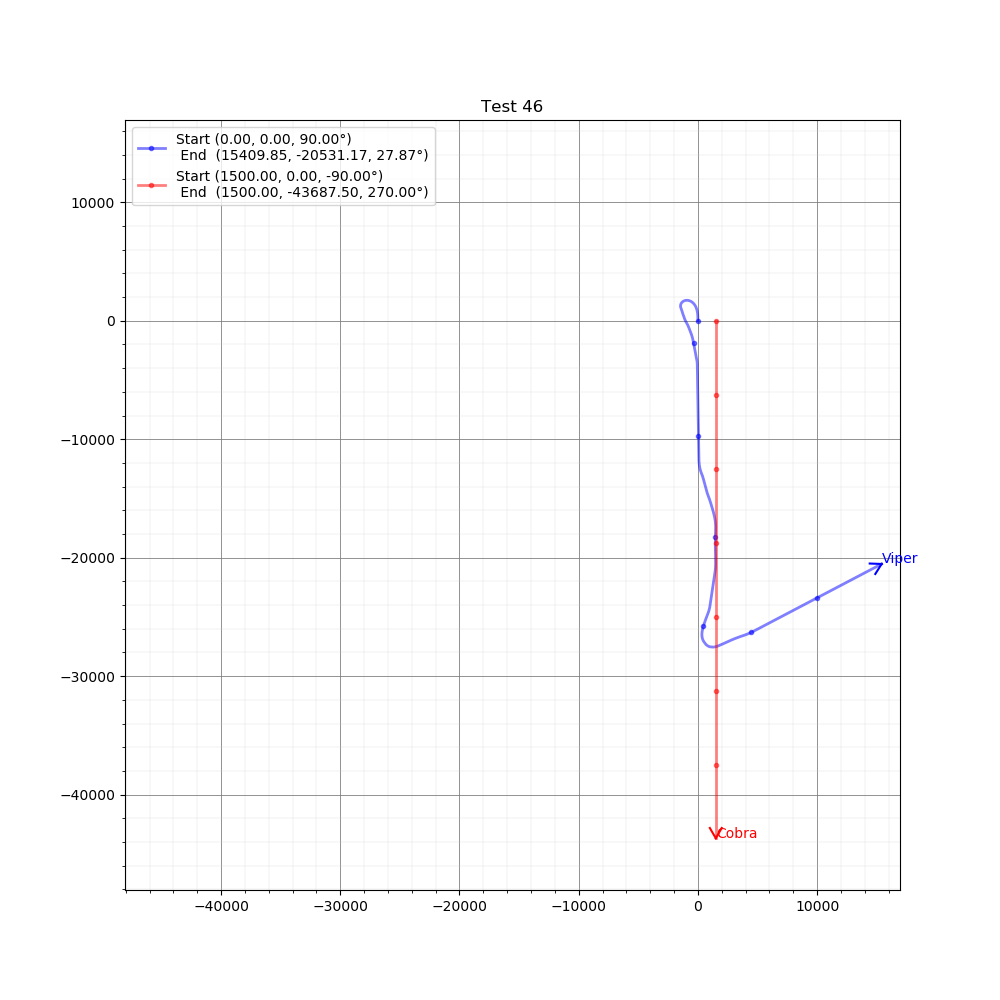 Test 46
Start (0.00, 0.00, 90.00°)
End (15409.85, -20531.17, 27.87°)
Start (1500.00, 0.00, -90.00°)
End (1500.00, -43687.50, 270.00°)
10000
0
−10000
−20000
−30000
−40000
Viper
Cobra
−40000 −30000 −20000 −10000 0 10000